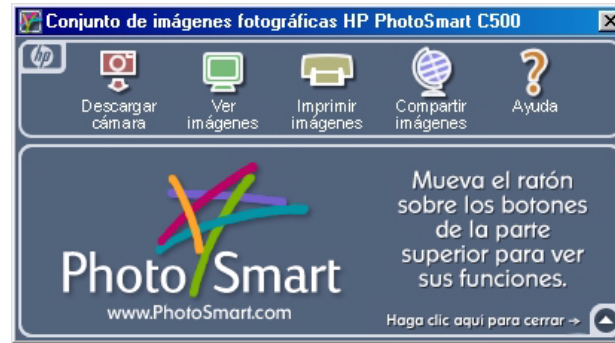 Conjunto de imágenes fotográficas HP PhotoSmart C500
hp
Descargar
cámara
Ver
imágenes
Imprimir
imágenes
Compartir
imágenes
Ayuda
PhotoSmart
www.PhotoSmart.com
Mueva el ratón
sobre los botones
de la parte
superior para ver
sus funciones.
Haga clic aquí para cerrar →